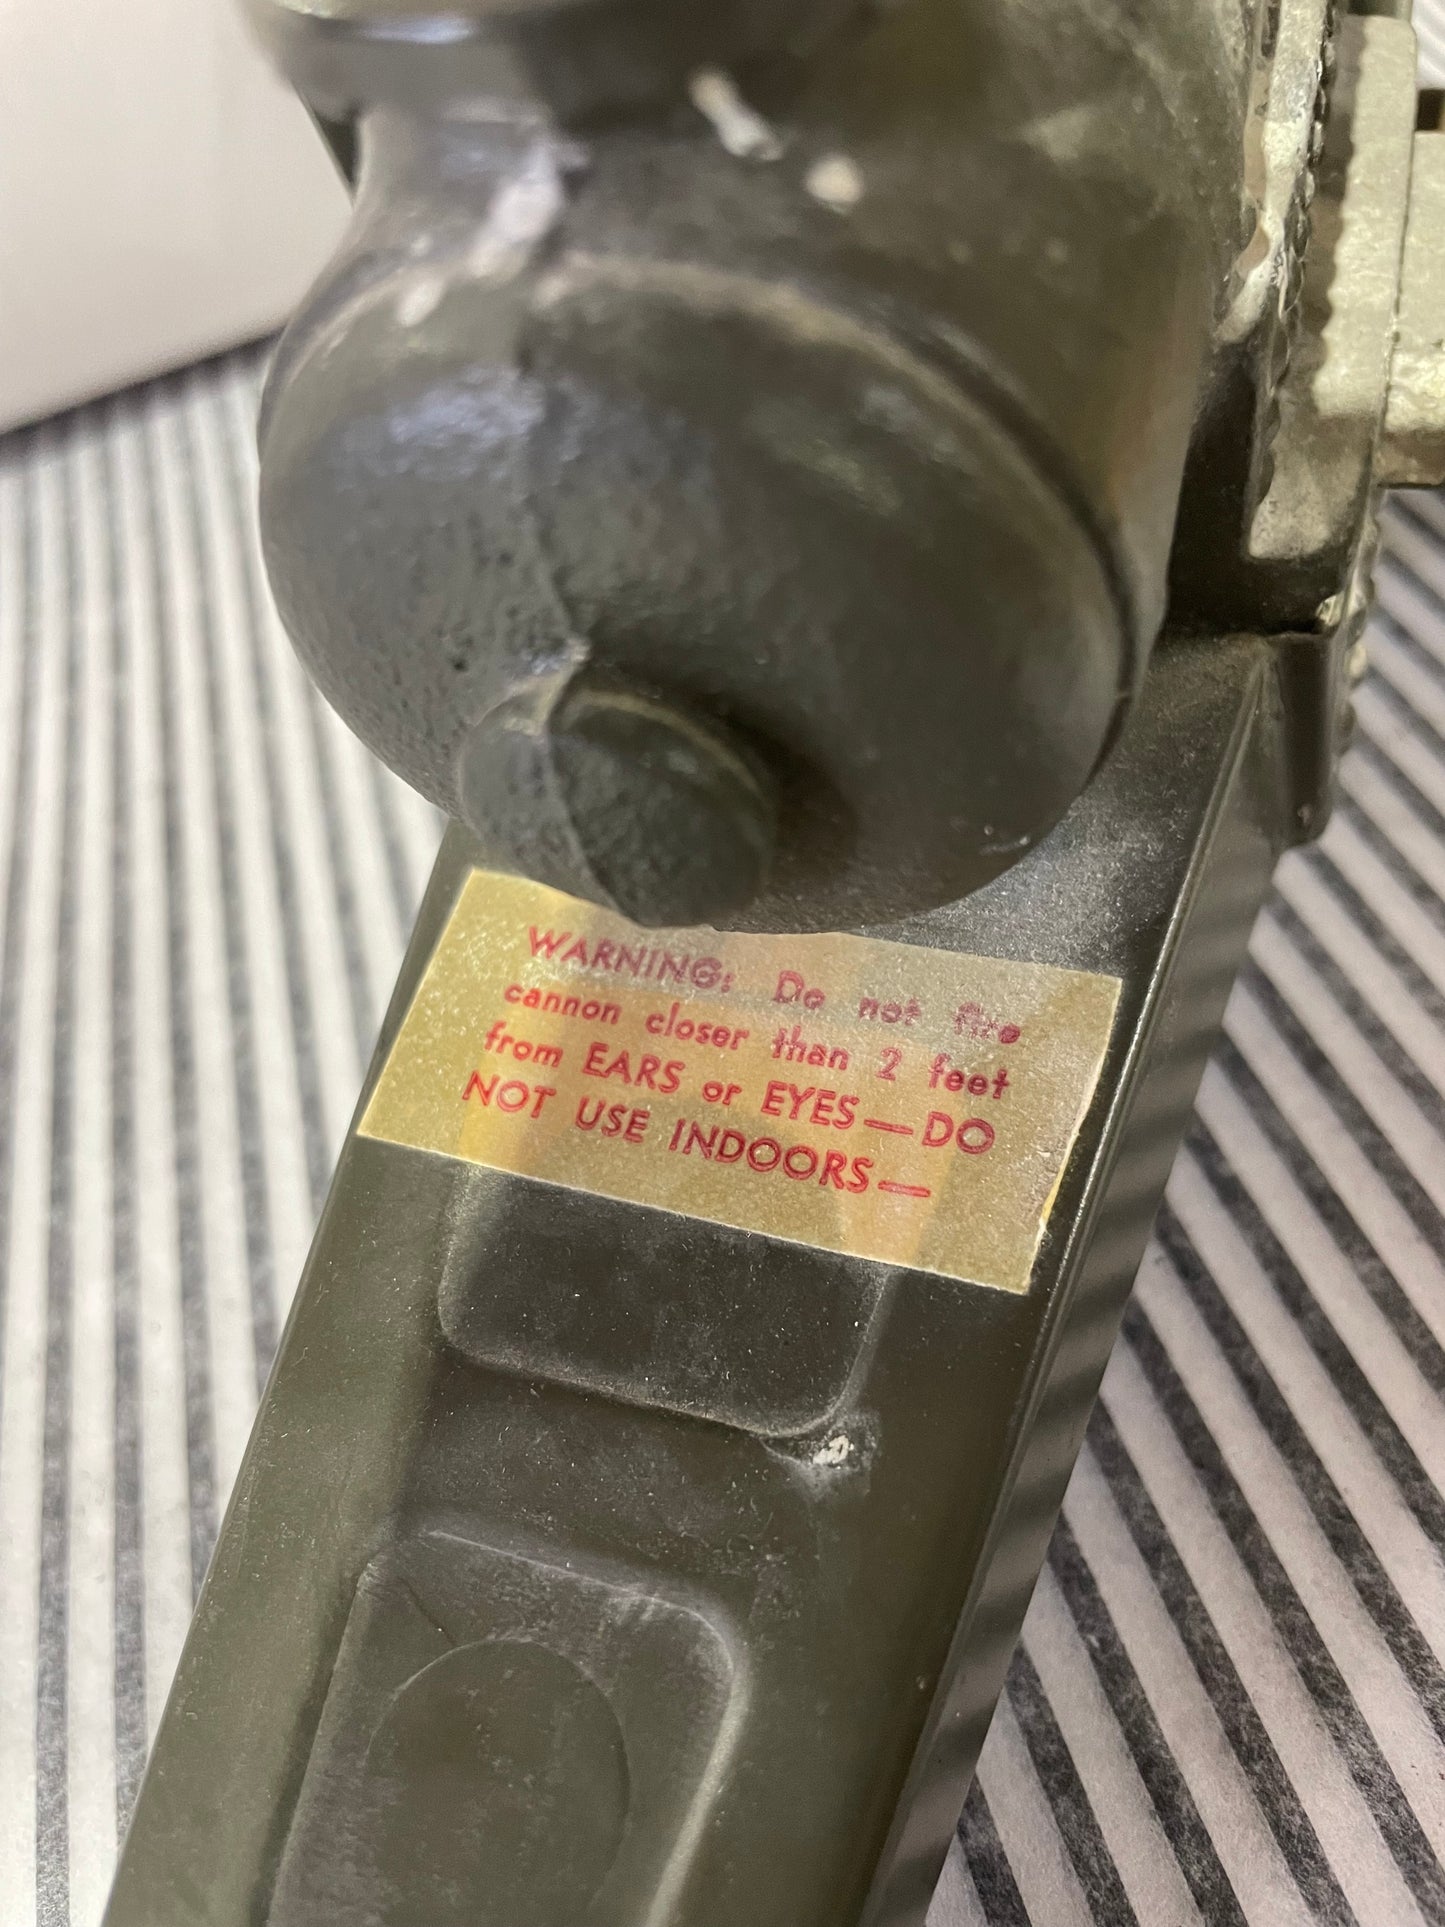 WARNING: Do not fire
cannon closer than 2 feet
from EARS or EYES—DO
NOT USE INDOORS—